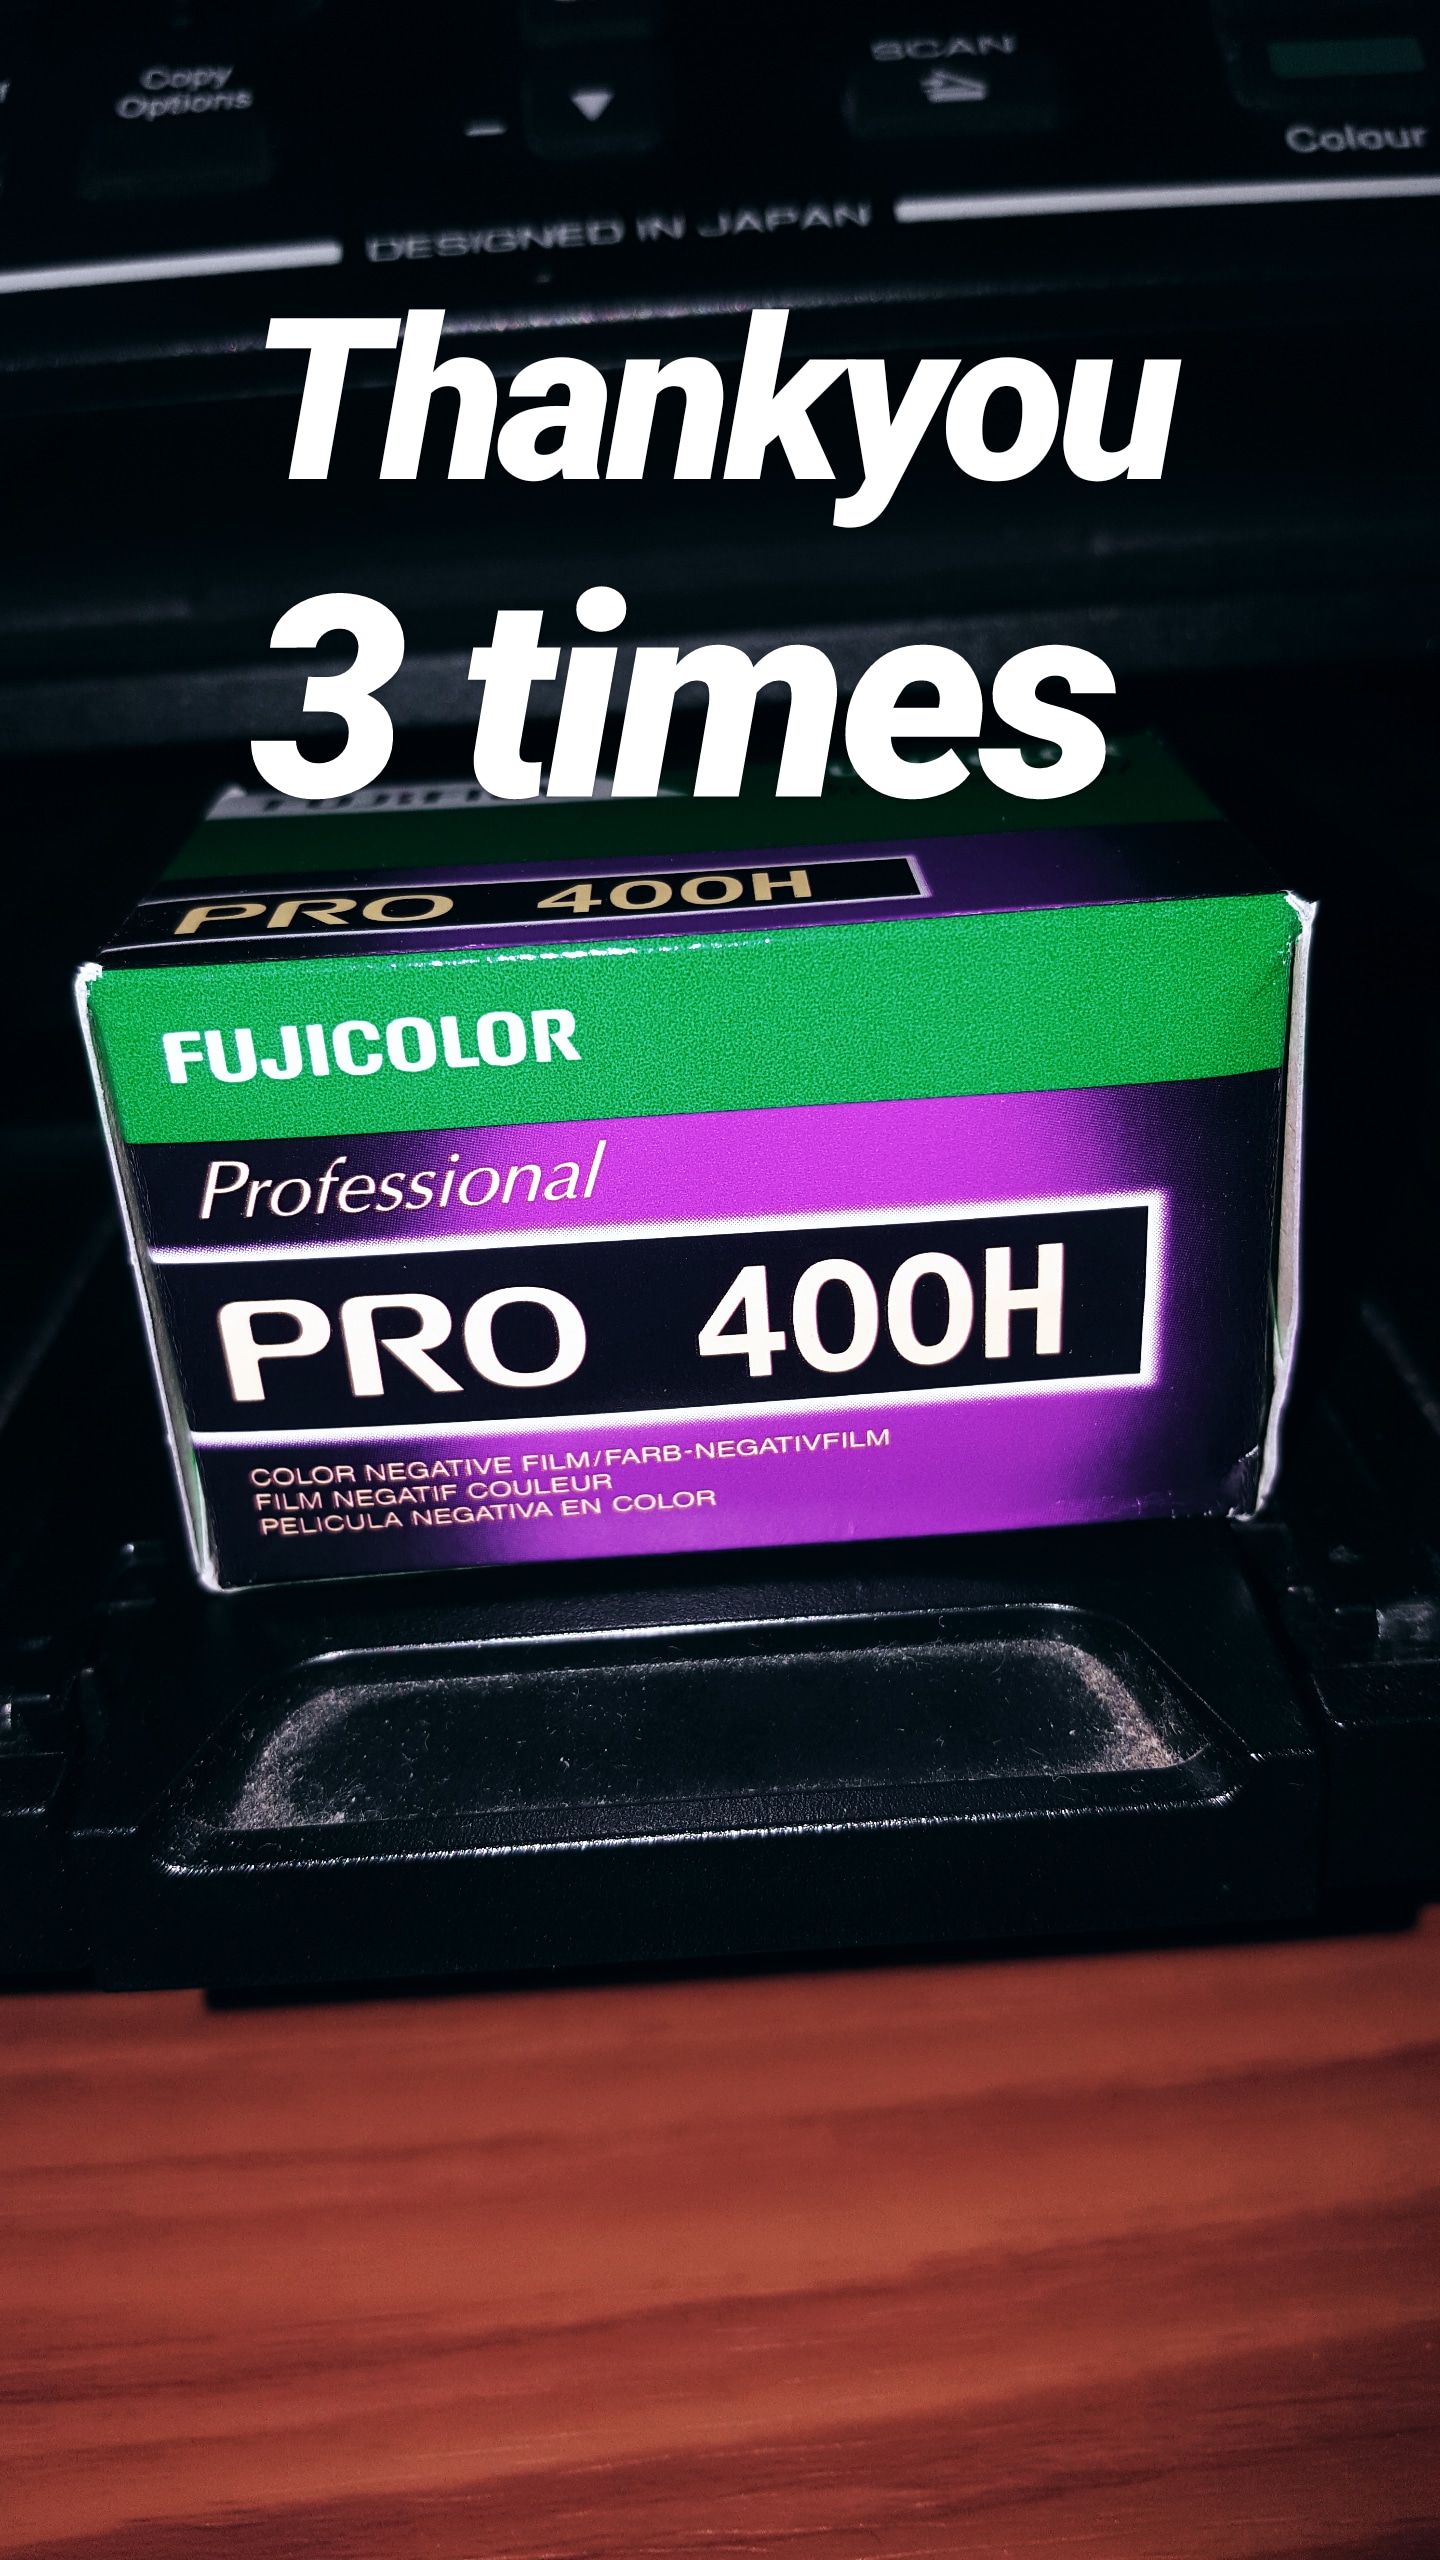 Copy
Options
SCAN
Colour
DESIGNED IN JAPAN
Thankyou
3 times
PRO 400H
FUJICOLOR
Professional
PRO 400H
COLOR NEGATIVE FILM/FARB-NEGATIVFILM
FILM NEGATIF COULEUR
PELICULA NEGATIVA EN COLOR